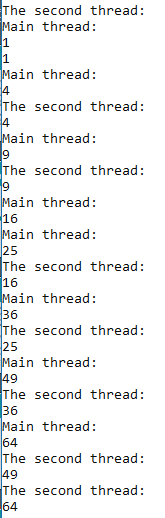 The second thread:
Main thread:
1
1
Main thread:
4
The second thread:
4
Main thread:
9
The second thread:
9
Main thread:
16
Main thread:
25
The second thread:
16
Main thread:
36
The second thread:
25
Main thread:
49
The second thread:
36
Main thread:
64
The second thread:
49
The second thread:
64